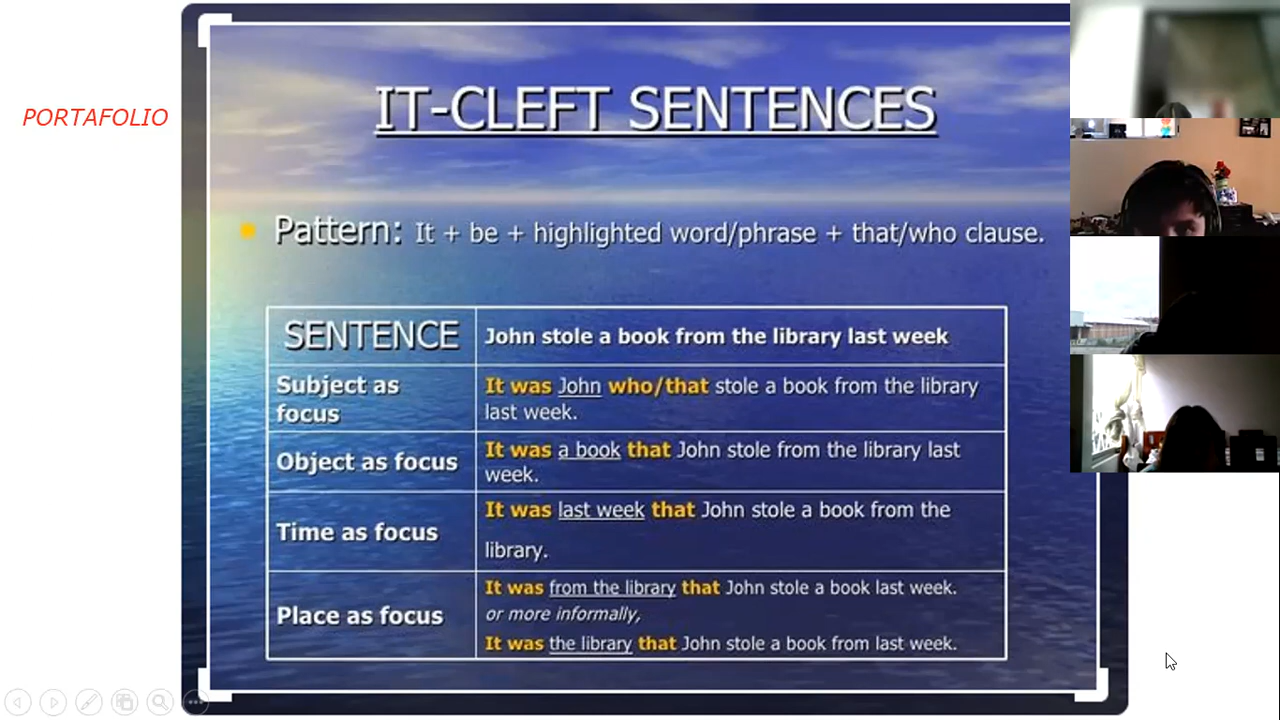 PORTAFOLIO
IT-CLEFT SENTENCES
Pattern: It + be + highlighted word/phrase + that/who clause.
SENTENCE
John stole a book from the library last week
Subject as
focus
It was John who/that stole a book from the library
last week.
Object as focus
It was a book that John stole from the library last
week.
Time as focus
It was last week that John stole a book from the
library.
Place as focus
It was from the library that John stole a book last week.
or more informally,
It was the library that John stole a book from last week.